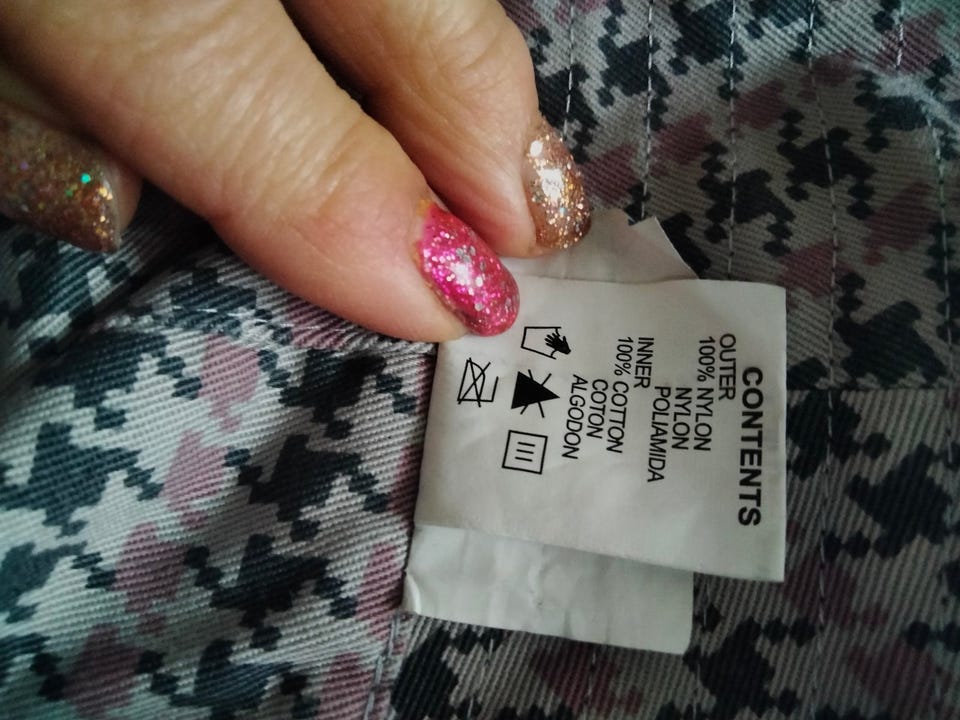 CONTENTS
OUTER
100% NYLON
NYLON
POLIAMIDA
INNER
100% COTTON
COTON
ALGODON